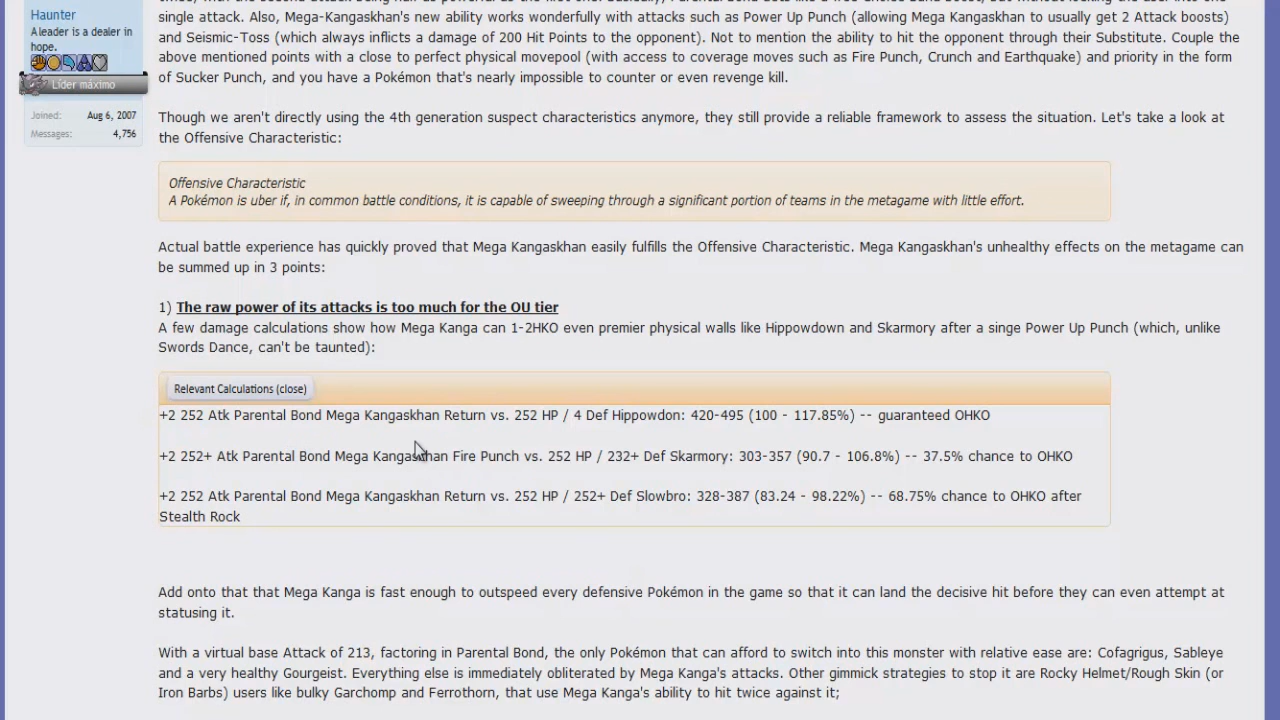 Haunter
A leader is a dealer in
hope.
Líder máximo
Joined: Aug 6, 2007
Messages: 4,756
single attack. Also, Mega-Kangaskhan's new ability works wonderfully with attacks such as Power Up Punch (allowing Mega Kangaskhan to usually get 2 Attack boosts)
and Seismic-Toss (which always inflicts a damage of 200 Hit Points to the opponent). Not to mention the ability to hit the opponent through their Substitute. Couple the
above mentioned points with a close to perfect physical movepool (with access to coverage moves such as Fire Punch, Crunch and Earthquake) and priority in the form
of Sucker Punch, and you have a Pokémon that's nearly impossible to counter or even revenge kill.
Though we aren't directly using the 4th generation suspect characteristics anymore, they still provide a reliable framework to assess the situation. Let's take a look at
the Offensive Characteristic:
Offensive Characteristic
A Pokémon is uber if, in common battle conditions, it is capable of sweeping through a significant portion of teams in the metagame with little effort.
Actual battle experience has quickly proved that Mega Kangaskhan easily fulfills the Offensive Characteristic. Mega Kangaskhan's unhealthy effects on the metagame can
be summed up in 3 points:
1) The raw power of its attacks is too much for the OU tier
A few damage calculations show how Mega Kanga can 1-2HKO even premier physical walls like Hippowdown and Skarmory after a singe Power Up Punch (which, unlike
Swords Dance, can't be taunted):
Relevant Calculations (close)
+2 252 Atk Parental Bond Mega Kangaskhan Return vs. 252 HP / 4 Def Hippowdon: 420-495 (100 - 117.85%) -- guaranteed OHKO
+2 252+ Atk Parental Bond Mega Kangaskhan Fire Punch vs. 252 HP / 232+ Def Skarmory: 303-357 (90.7 - 106.8%) -- 37.5% chance to OHKO
+2 252 Atk Parental Bond Mega Kangaskhan Return vs. 252 HP / 252+ Def Slowbro: 328-387 (83.24 - 98.22%) -- 68.75% chance to OHKO after
Stealth Rock
Add onto that that Mega Kanga is fast enough to outspeed every defensive Pokémon in the game so that it can land the decisive hit before they can even attempt at
statusing it.
With a virtual base Attack of 213, factoring in Parental Bond, the only Pokémon that can afford to switch into this monster with relative ease are: Cofagrigus, Sableye
and a very healthy Gourgeist. Everything else is immediately obliterated by Mega Kanga's attacks. Other gimmick strategies to stop it are Rocky Helmet/Rough Skin (or
Iron Barbs) users like bulky Garchomp and Ferrothorn, that use Mega Kanga's ability to hit twice against it;